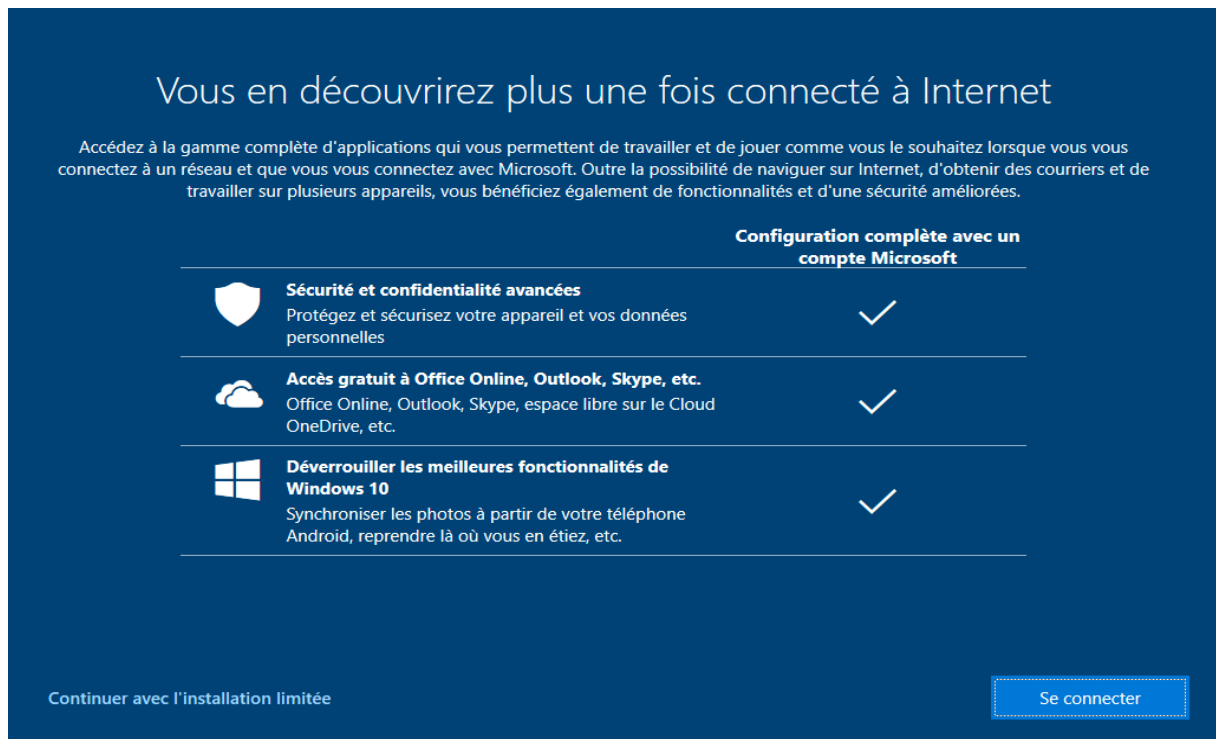 Vous en découvrirez plus une fois connecté à Internet
Accédez à la gamme complète d'applications qui vous permettent de travailler et de jouer comme vous le souhaitez lorsque vous vous
connectez à un réseau et que vous vous connectez avec Microsoft. Outre la possibilité de naviguer sur Internet, d'obtenir des courriers et de
travailler sur plusieurs appareils, vous bénéficiez également de fonctionnalités et d'une sécurité améliorées.
Configuration complète avec un
compte Microsoft
Sécurité et confidentialité avancées
Protégez et sécurisez votre appareil et vos données
personnelles
Accès gratuit à Office Online, Outlook, Skype, etc.
Office Online, Outlook, Skype, espace libre sur le Cloud
OneDrive, etc.
Déverrouiller les meilleures fonctionnalités de
Windows 10
Synchroniser les photos à partir de votre téléphone
Android, reprendre là où vous en étiez, etc.
Continuer avec l'installation limitée
Se connecter